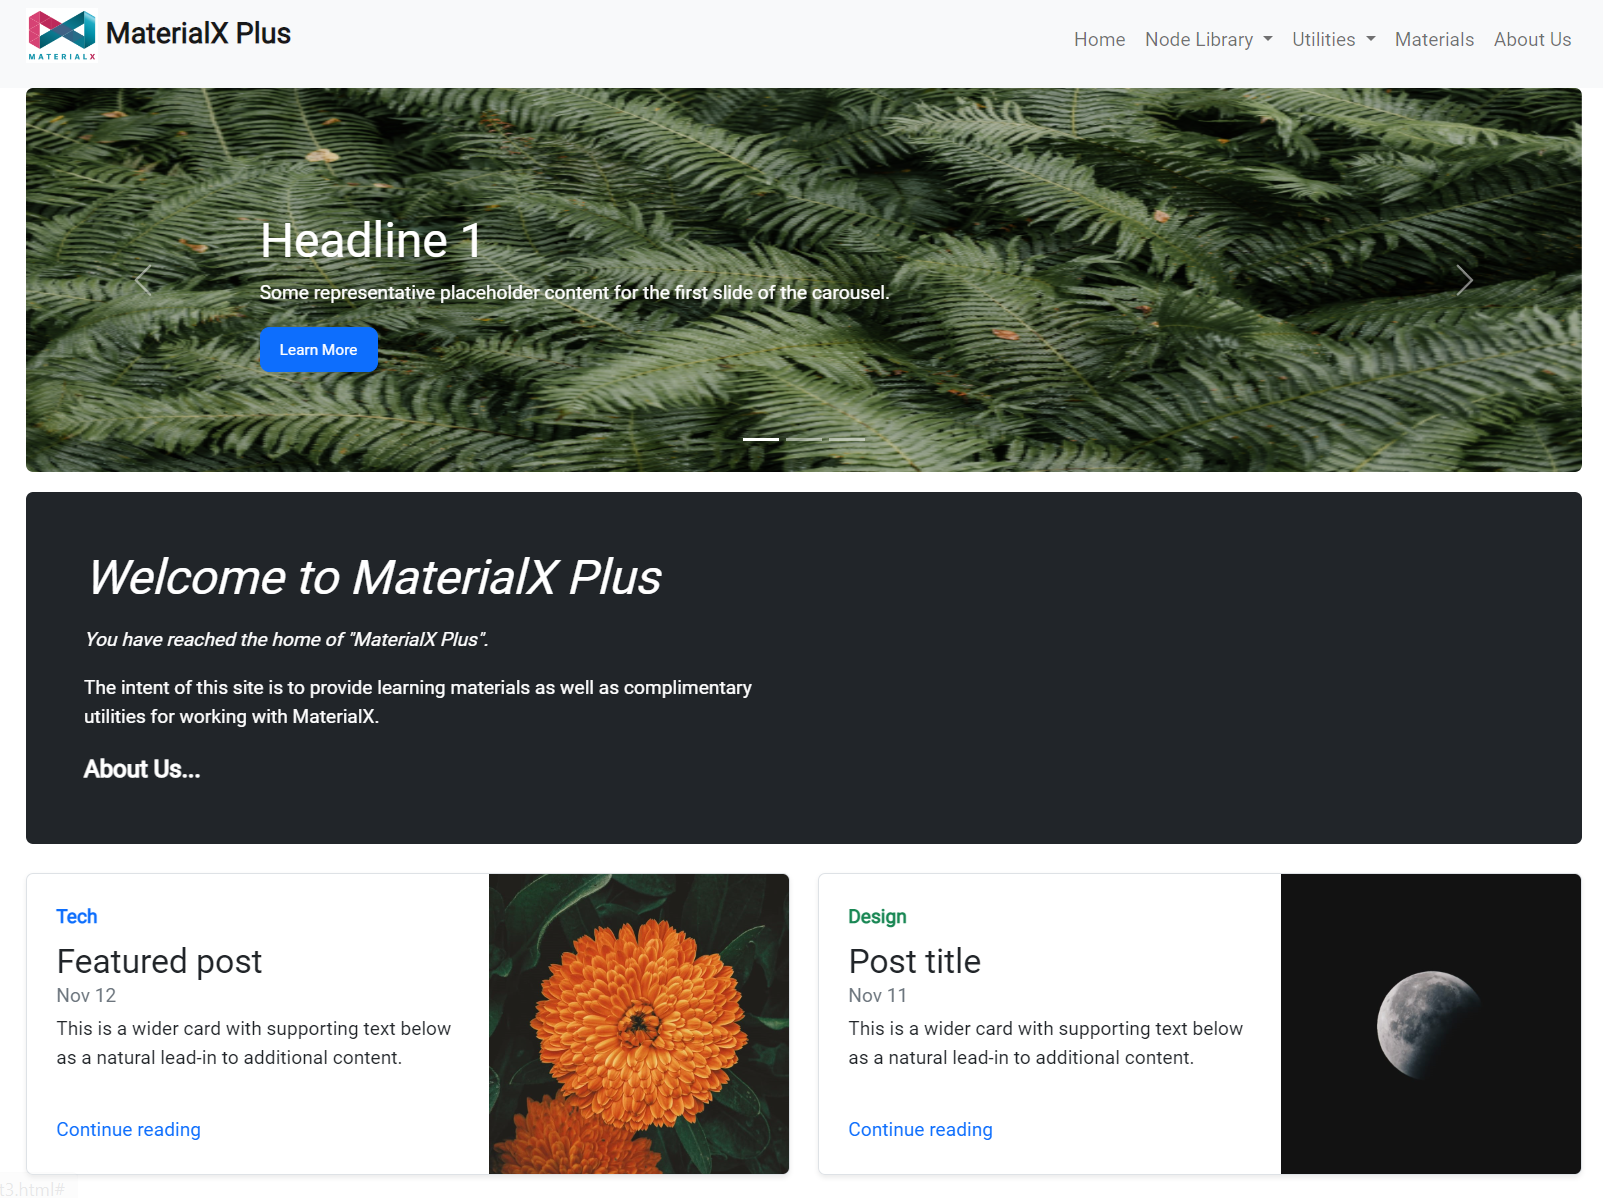 MATERIALX
MaterialX Plus
Home
Node Library
Utilities
Materials
About Us
Headline 1
Some representative placeholder content for the first slide of the carousel.
Learn More
Welcome to MaterialX Plus
You have reached the home of "MaterialX Plus".
The intent of this site is to provide learning materials as well as complimentary
utilities for working with MaterialX.
About Us...
Tech
Featured post
Nov 12
This is a wider card with supporting text below
as a natural lead-in to additional content.
Continue reading
Design
Post title
Nov 11
This is a wider card with supporting text below
as a natural lead-in to additional content.
Continue reading
t3.html#